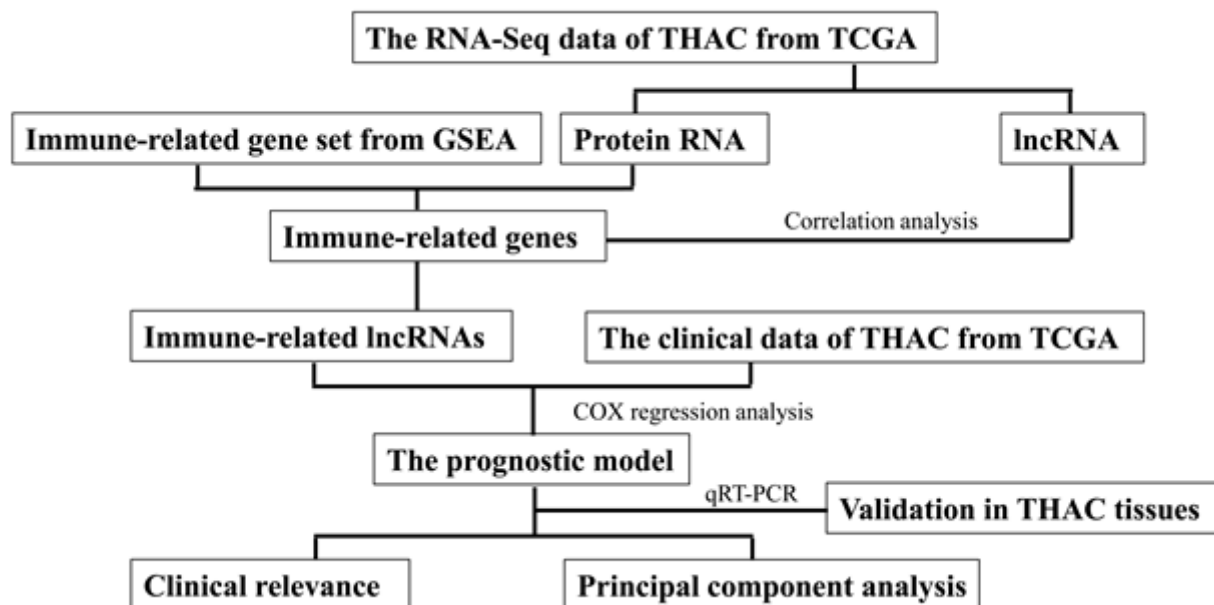 The RNA-Seq data of THAC from TCGA
Immune-related gene set from GSEA
Protein RNA
lncRNA
Immune-related genes
Correlation analysis
Immune-related lncRNAs
The clinical data of THAC from TCGA
COX regression analysis
The prognostic model
qRT-PCR
Validation in THAC tissues
Clinical relevance
Principal component analysis